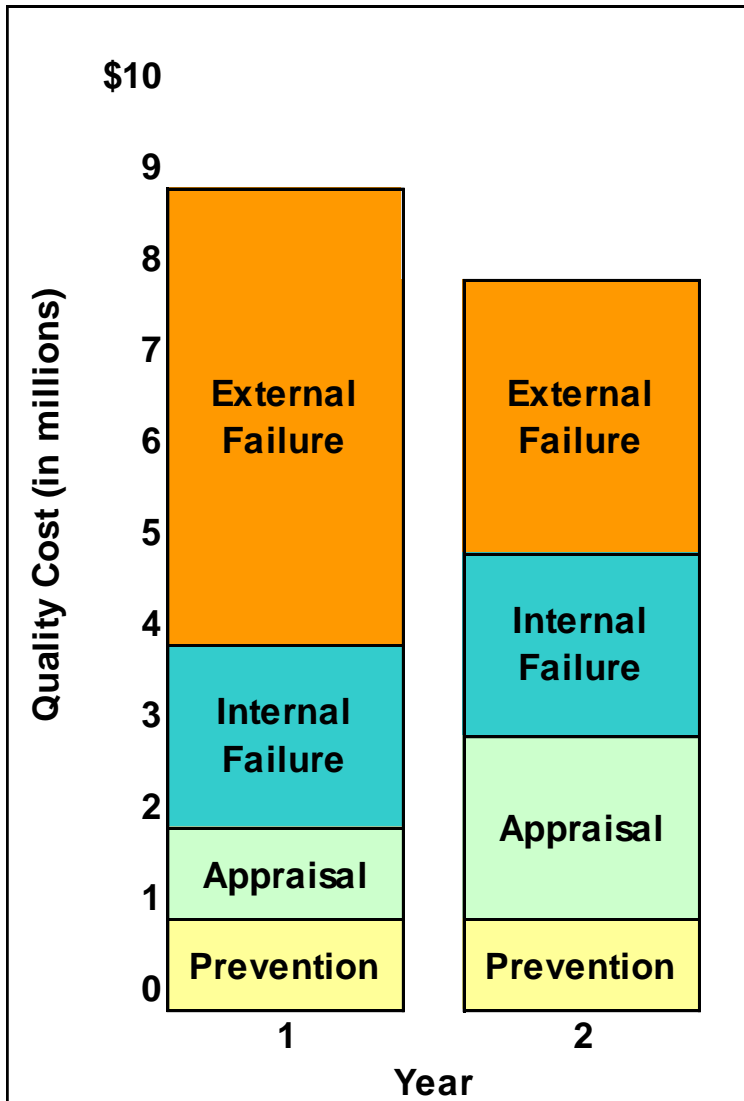 $10
9
8
7
6
5
4
3
2
1
0
Quality Cost (in millions)
External
Failure
Internal
Failure
Appraisal
Prevention
External
Failure
Internal
Failure
Appraisal
Prevention
1
2
Year